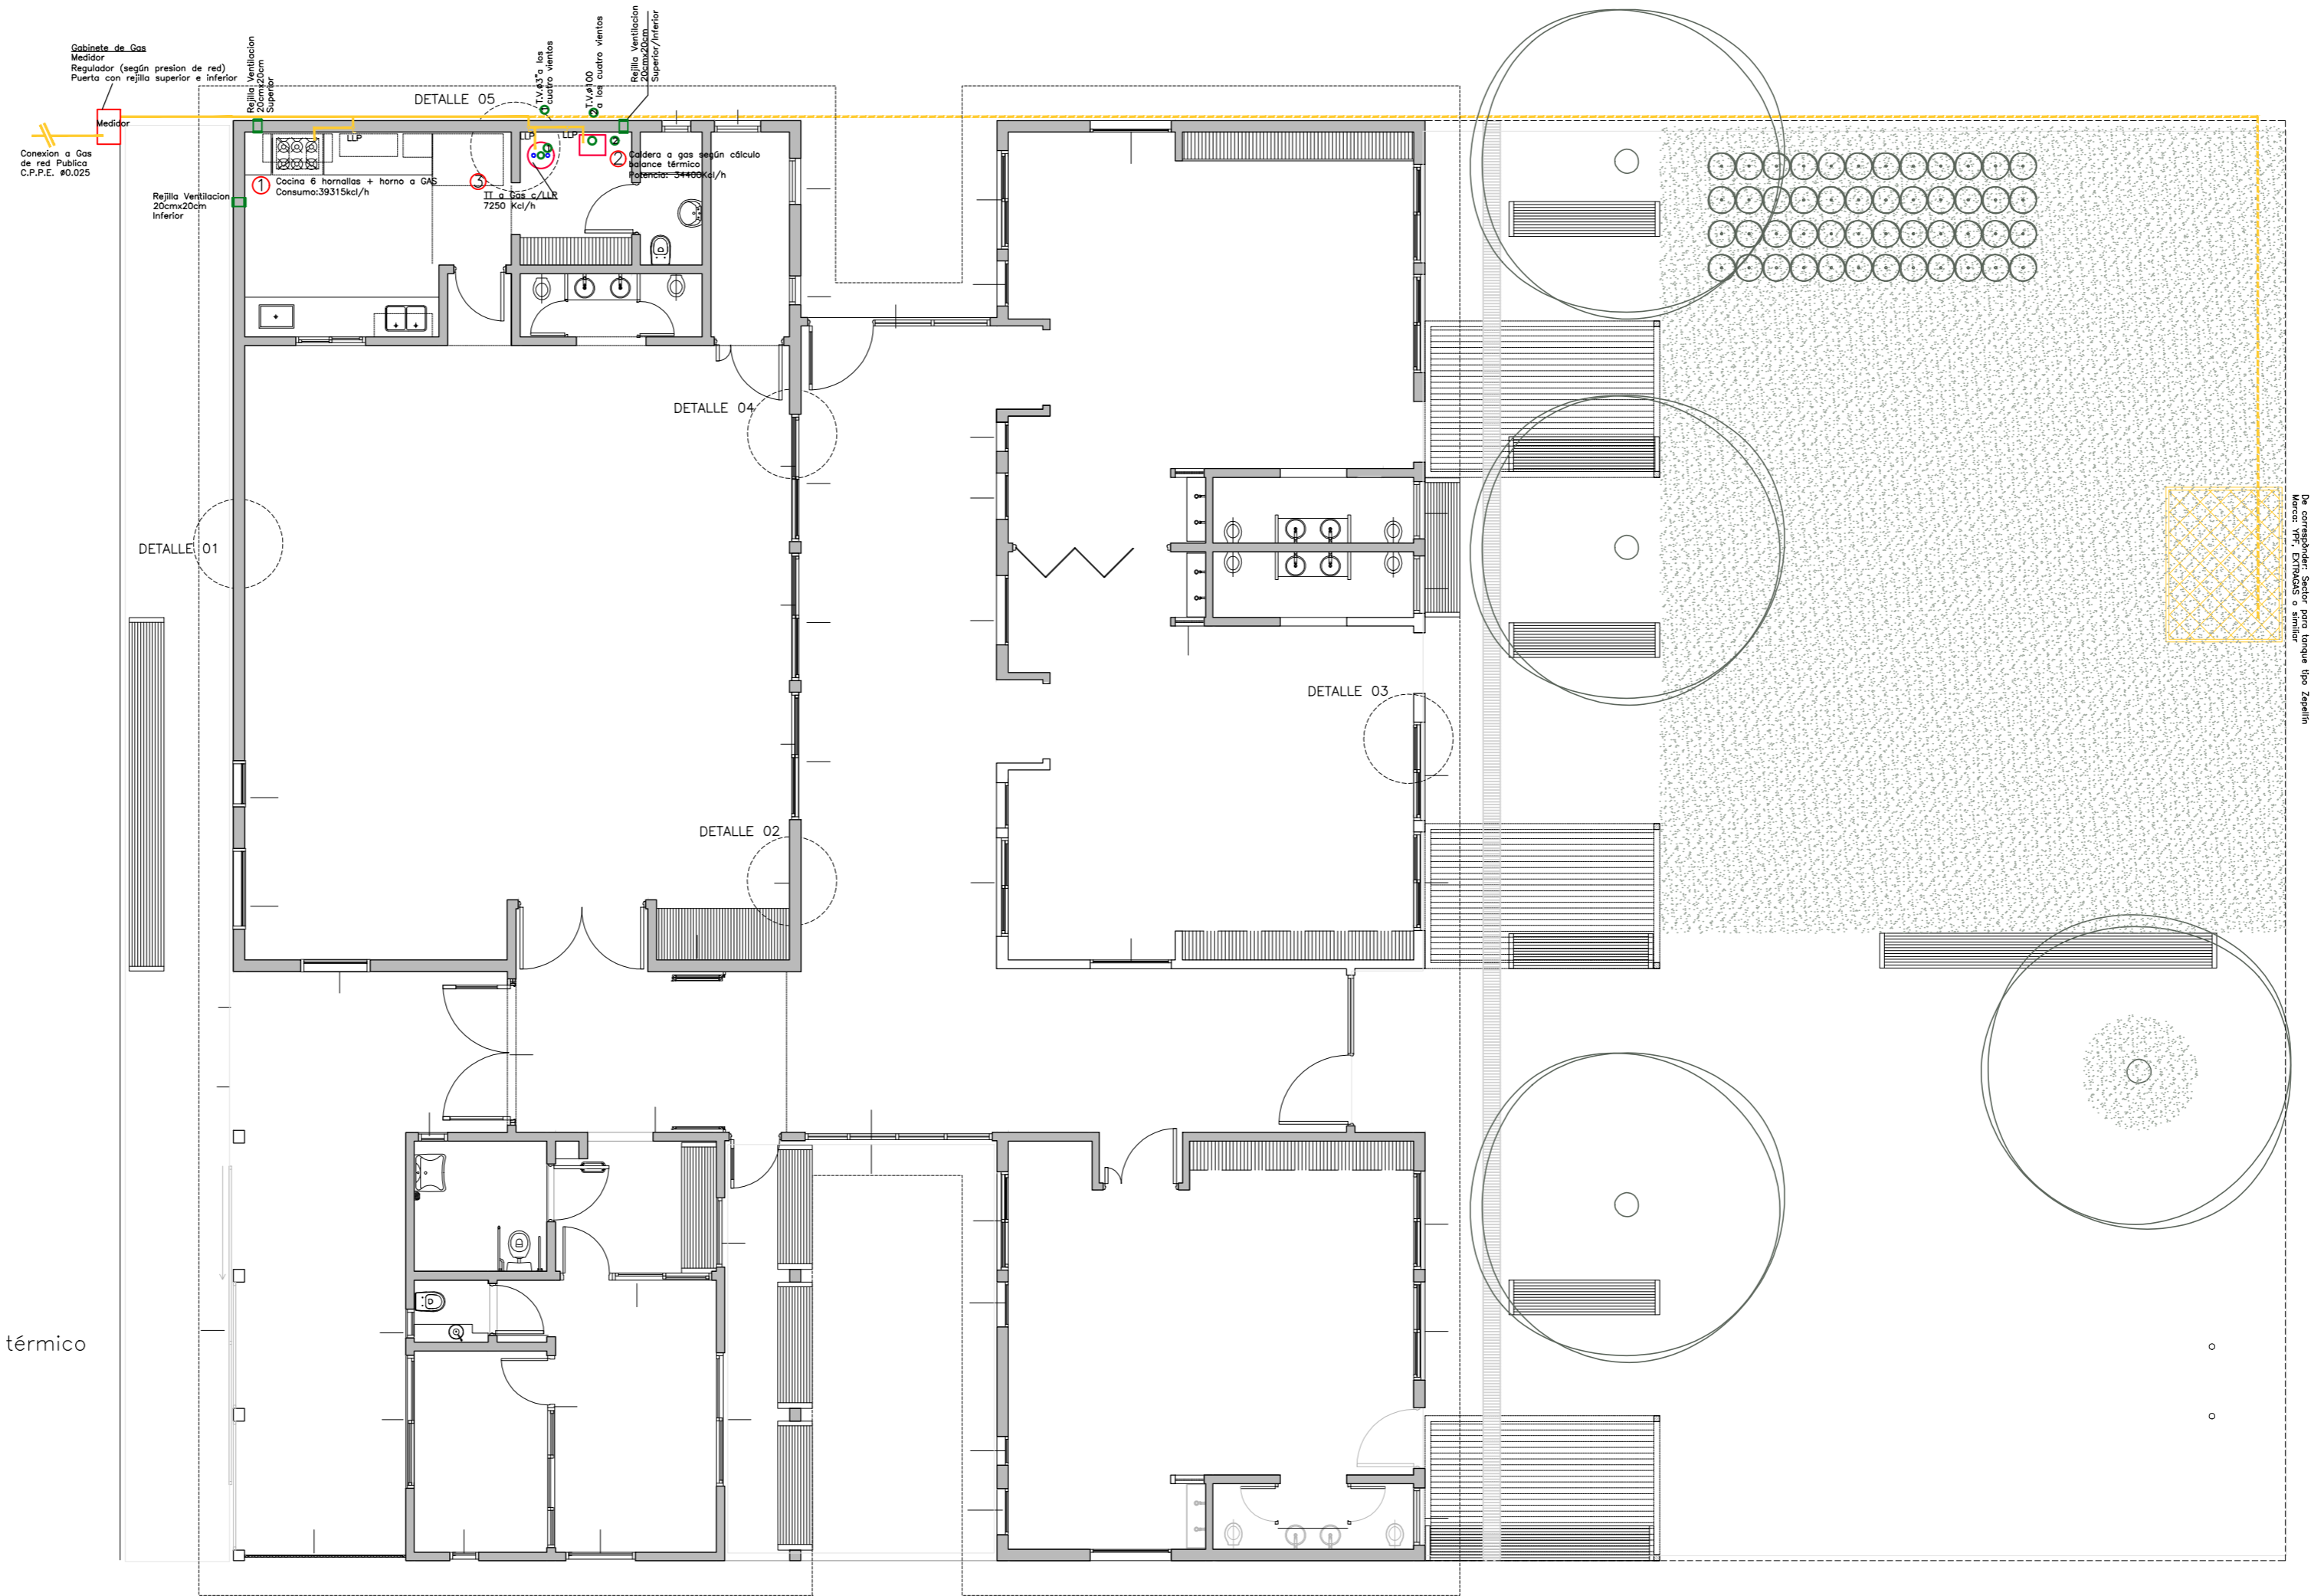 Gabinete de Gas
Medidor
Regulador (según presion de red)
Puerta con rejilla superior e inferior
Rejilla Ventilacion
20cmx20cm
Superior
DETALLE 05
T.V.ø3"a los
cuatro vientos
T.V.ø100
a los cuatro vientos
Rejilla Ventilacion
20cmx20cm
Superior/Inferior
Medidor
Conexion a Gas
de red Publica
C.P.P.E. ø0.025
LLP
LLP
LLP
1
Cocina 6 hornallas + horno a GAS
Consumo:39315kcl/h
3
TT a Gas c/LLP
7250 Kcl/h
2
2
2
Caldera a gas según cálculo
balance térmico
Potencia: 34400Kcl/h
Rejilla Ventilacion
20cmx20cm
Inferior
DETALLE 04
DETALLE 01
De correspónder: Sector para tanque tipo Zepellin
Marca: YPF, EXTRAGAS o similiar
DETALLE 03
DETALLE 02
térmico